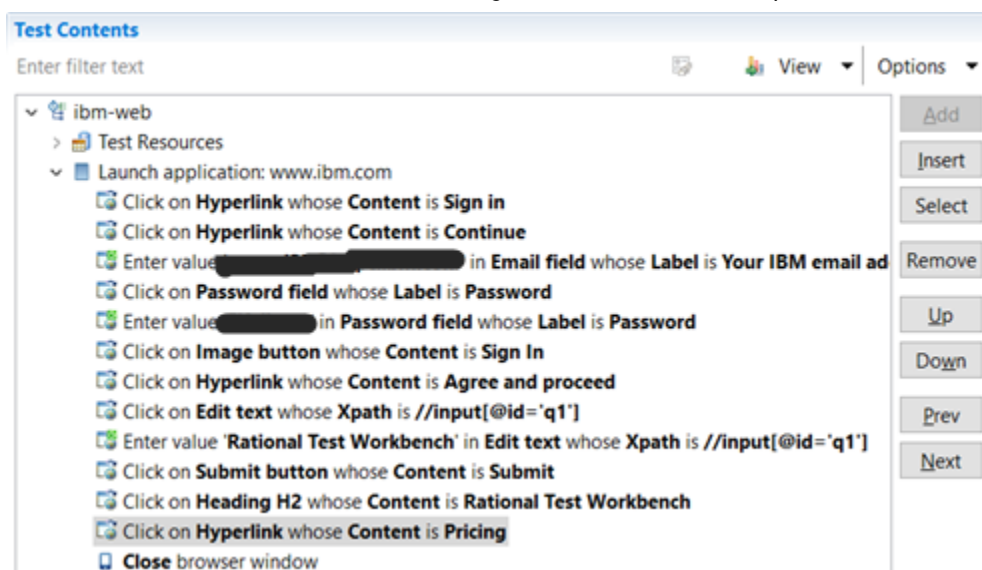 Test Contents
Enter filter text View Options
ibm-web
Test Resources
Launch application: www.ibm.com
Click on Hyperlink whose Content is Sign in
Click on Hyperlink whose Content is Continue
Enter value in Email field whose Label is Your IBM email ad
Click on Password field whose Label is Password
Enter value in Password field whose Label is Password
Click on Image button whose Content is Sign In
Click on Hyperlink whose Content is Agree and proceed
Click on Edit text whose Xpath is //input[@id='q1']
Enter value 'Rational Test Workbench' in Edit text whose Xpath is //input[@id='q1']
Click on Submit button whose Content is Submit
Click on Heading H2 whose Content is Rational Test Workbench
Click on Hyperlink whose Content is Pricing
Close browser window
Add
Insert
Select
Remove
Up
Down
Prev
Next